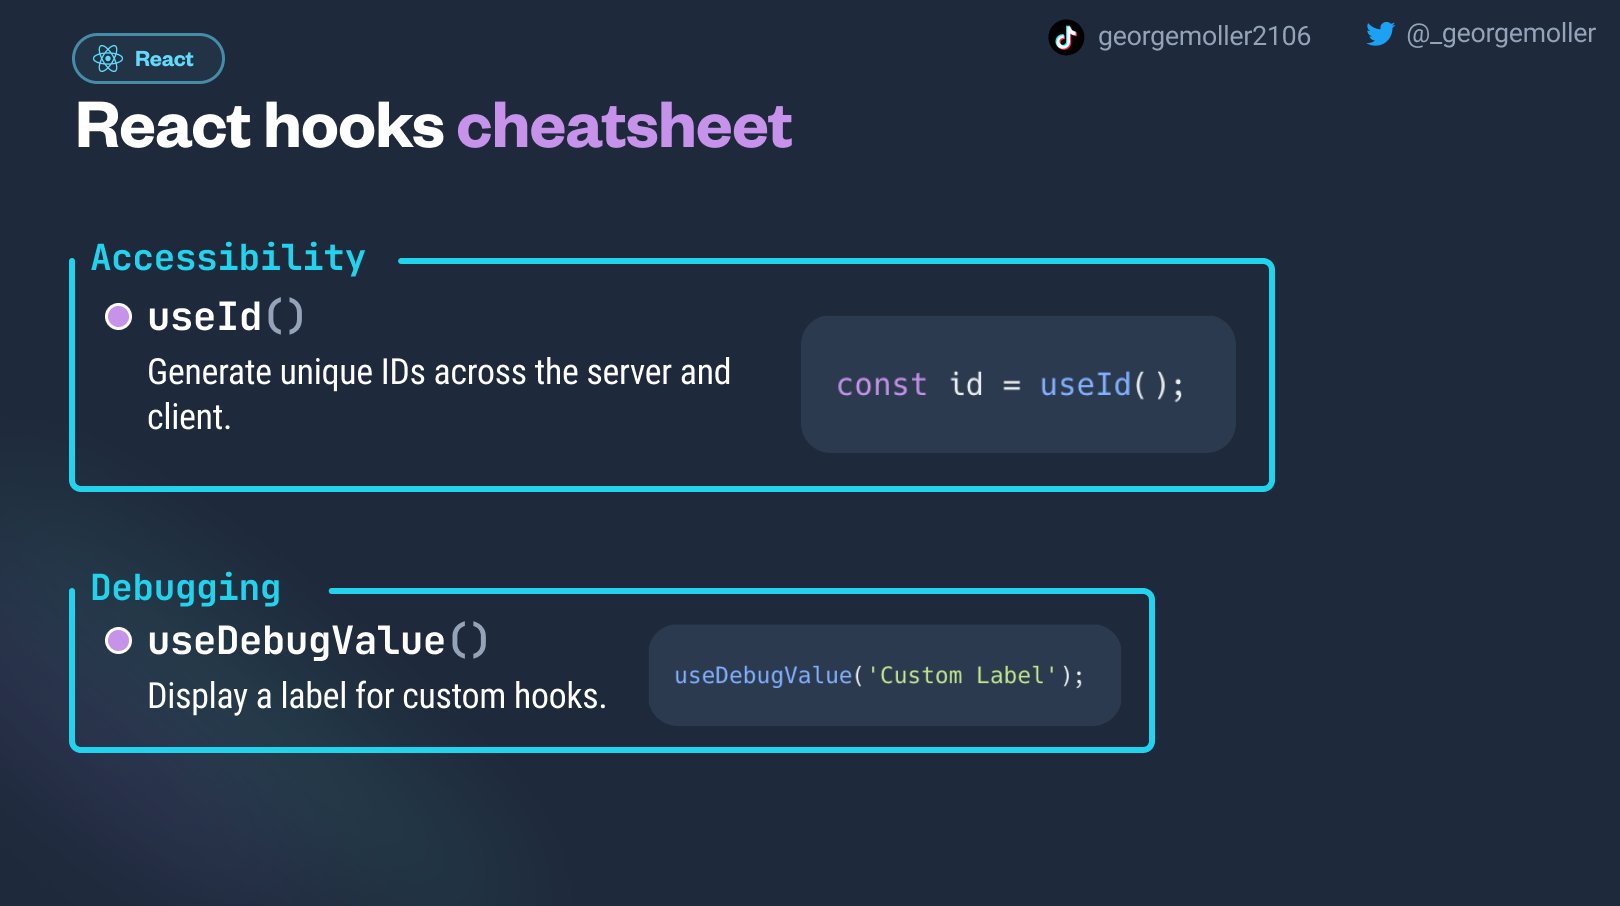 georgemoller2106
@_georgemoller
React
React hooks cheatsheet
Accessibility
useId()
Generate unique IDs across the server and
client.
const id = useId();
Debugging
useDebugValue()
Display a label for custom hooks.
useDebugValue('Custom Label');